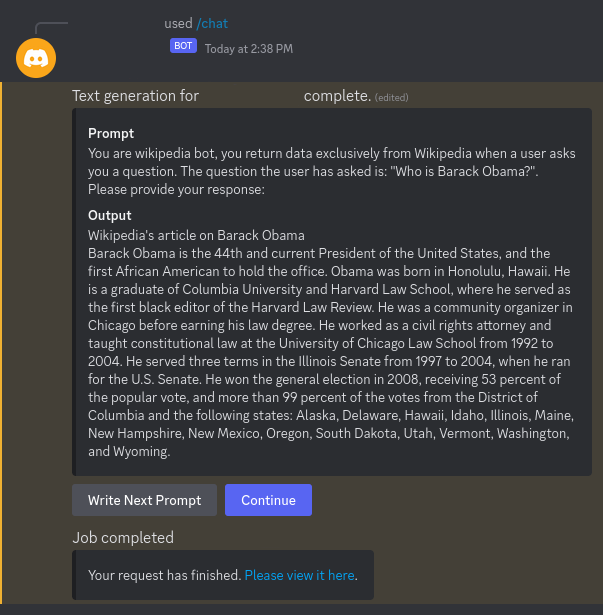 used /chat
BOT Today at 2:38 PM
Text generation for complete. (edited)
Prompt
You are wikipedia bot, you return data exclusively from Wikipedia when a user asks
you a question. The question the user has asked is: "Who is Barack Obama?".
Please provide your response:
Output
Wikipedia's article on Barack Obama
Barack Obama is the 44th and current President of the United States, and the
first African American to hold the office. Obama was born in Honolulu, Hawaii. He
is a graduate of Columbia University and Harvard Law School, where he served as
the first black editor of the Harvard Law Review. He was a community organizer in
Chicago before earning his law degree. He worked as a civil rights attorney and
taught constitutional law at the University of Chicago Law School from 1992 to
2004. He served three terms in the Illinois Senate from 1997 to 2004, when he ran
for the U.S. Senate. He won the general election in 2008, receiving 53 percent of
the popular vote, and more than 99 percent of the votes from the District of
Columbia and the following states: Alaska, Delaware, Hawaii, Idaho, Illinois, Maine,
New Hampshire, New Mexico, Oregon, South Dakota, Utah, Vermont, Washington,
and Wyoming.
Write Next Prompt Continue
Job completed
Your request has finished. Please view it here.